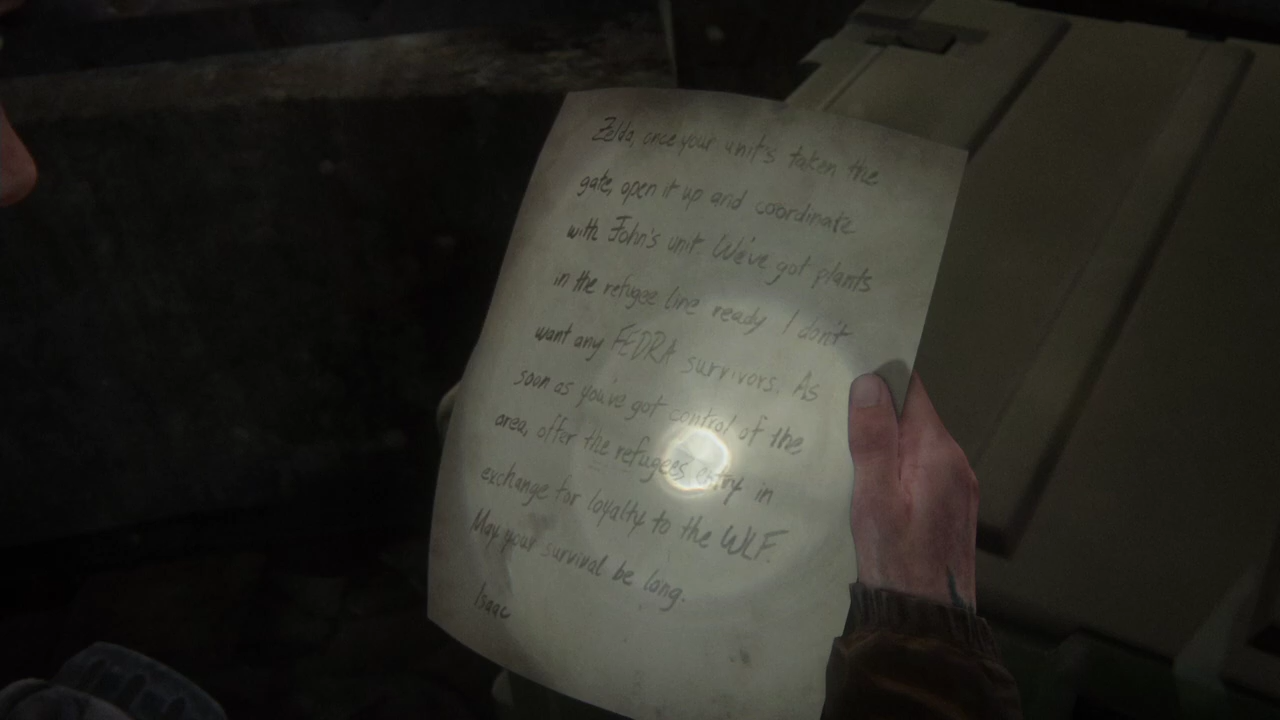 Zelda, once your unit's taken the
gate, open it up and coordinate
with John's unit. We've got plants
in the refugee line ready. I don't
want any FEDRA survivors. As
soon as you've got control of the
area, offer the refugees entry in
exchange for loyalty to the WLF.
May your survival be long.
Isaac